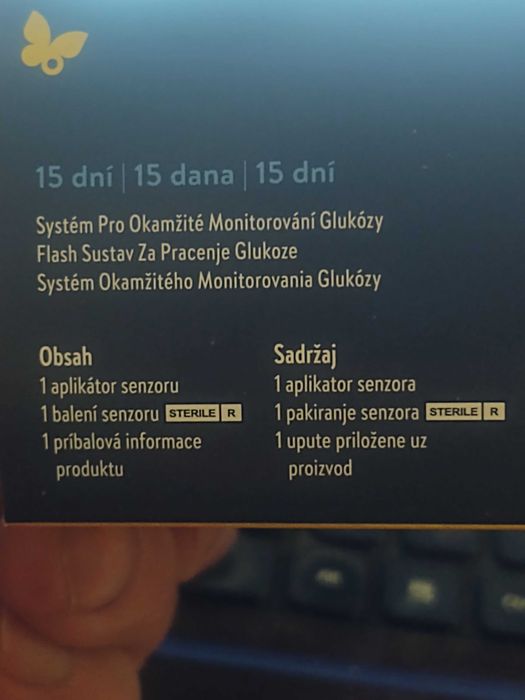 15 dní | 15 dana | 15 dní
Systém Pro Okamžité Monitorování Glukózy
Flash Sustav Za Pracenje Glukoze
Systém Okamžitého Monitorovania Glukózy
Obsah
1 aplikátor senzoru
1 balení senzoru STERILE R
1 príbalová informace
produktu
Sadržaj
1 aplikator senzora
1 pakiranje senzora STERILE R
1 upute priložene uz
proizvod